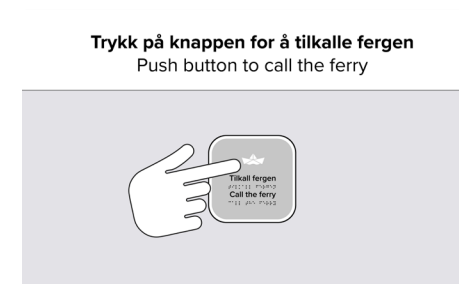 Trykk på knappen for å tilkalle fergen
Push button to call the ferry
Tilkall fergen
Call the ferry